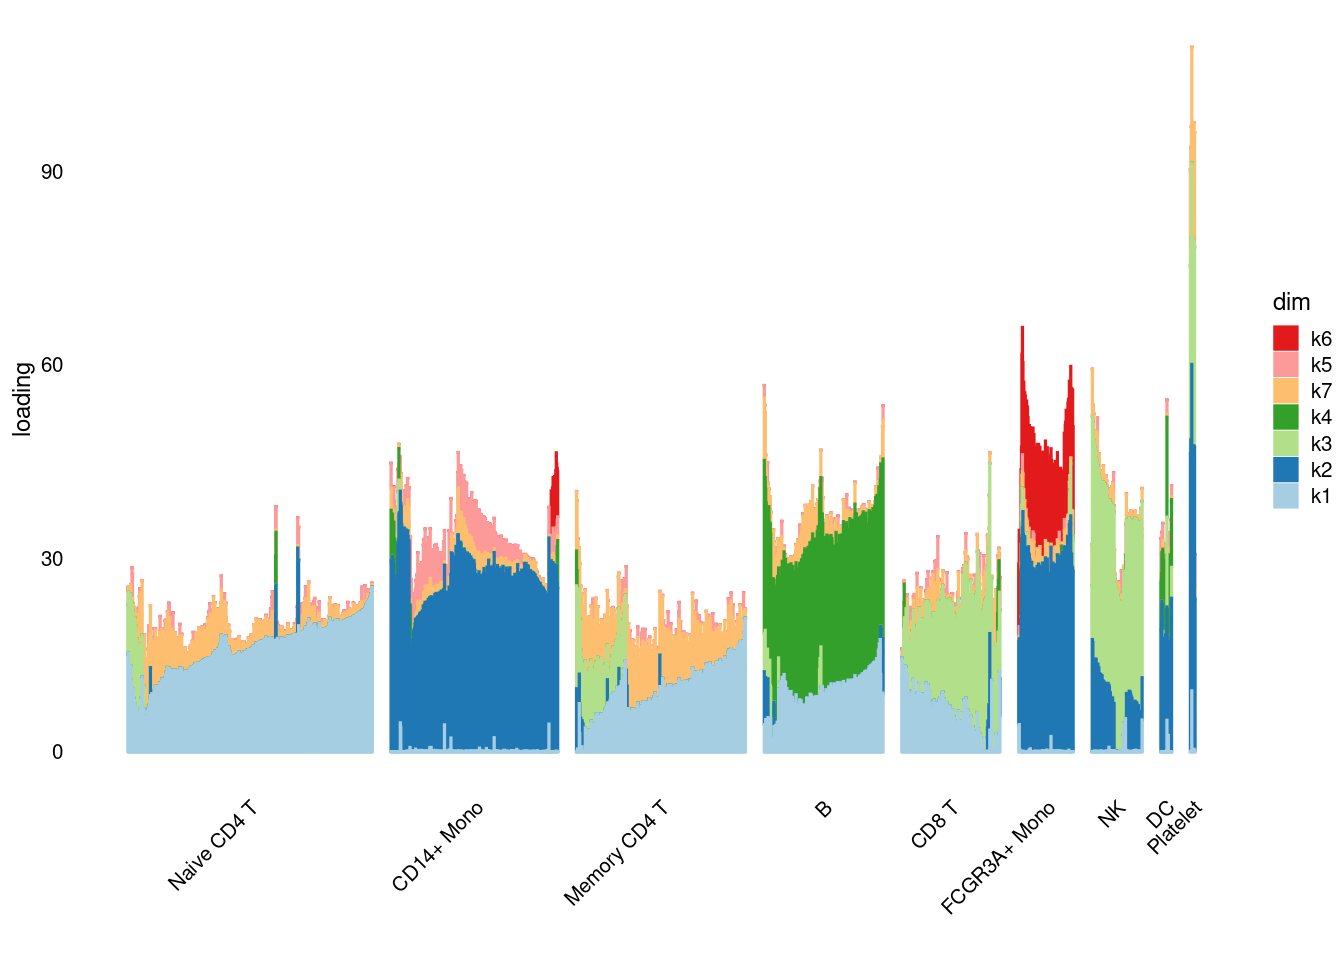 90
60
30
0
loading
Naive CD4 T
CD14+ Mono
Memory CD4 T
B
CD8 T
FCGR3A+ Mono
NK
DC
Platelet
dim
k6
k5
k7
k4
k3
k2
k1